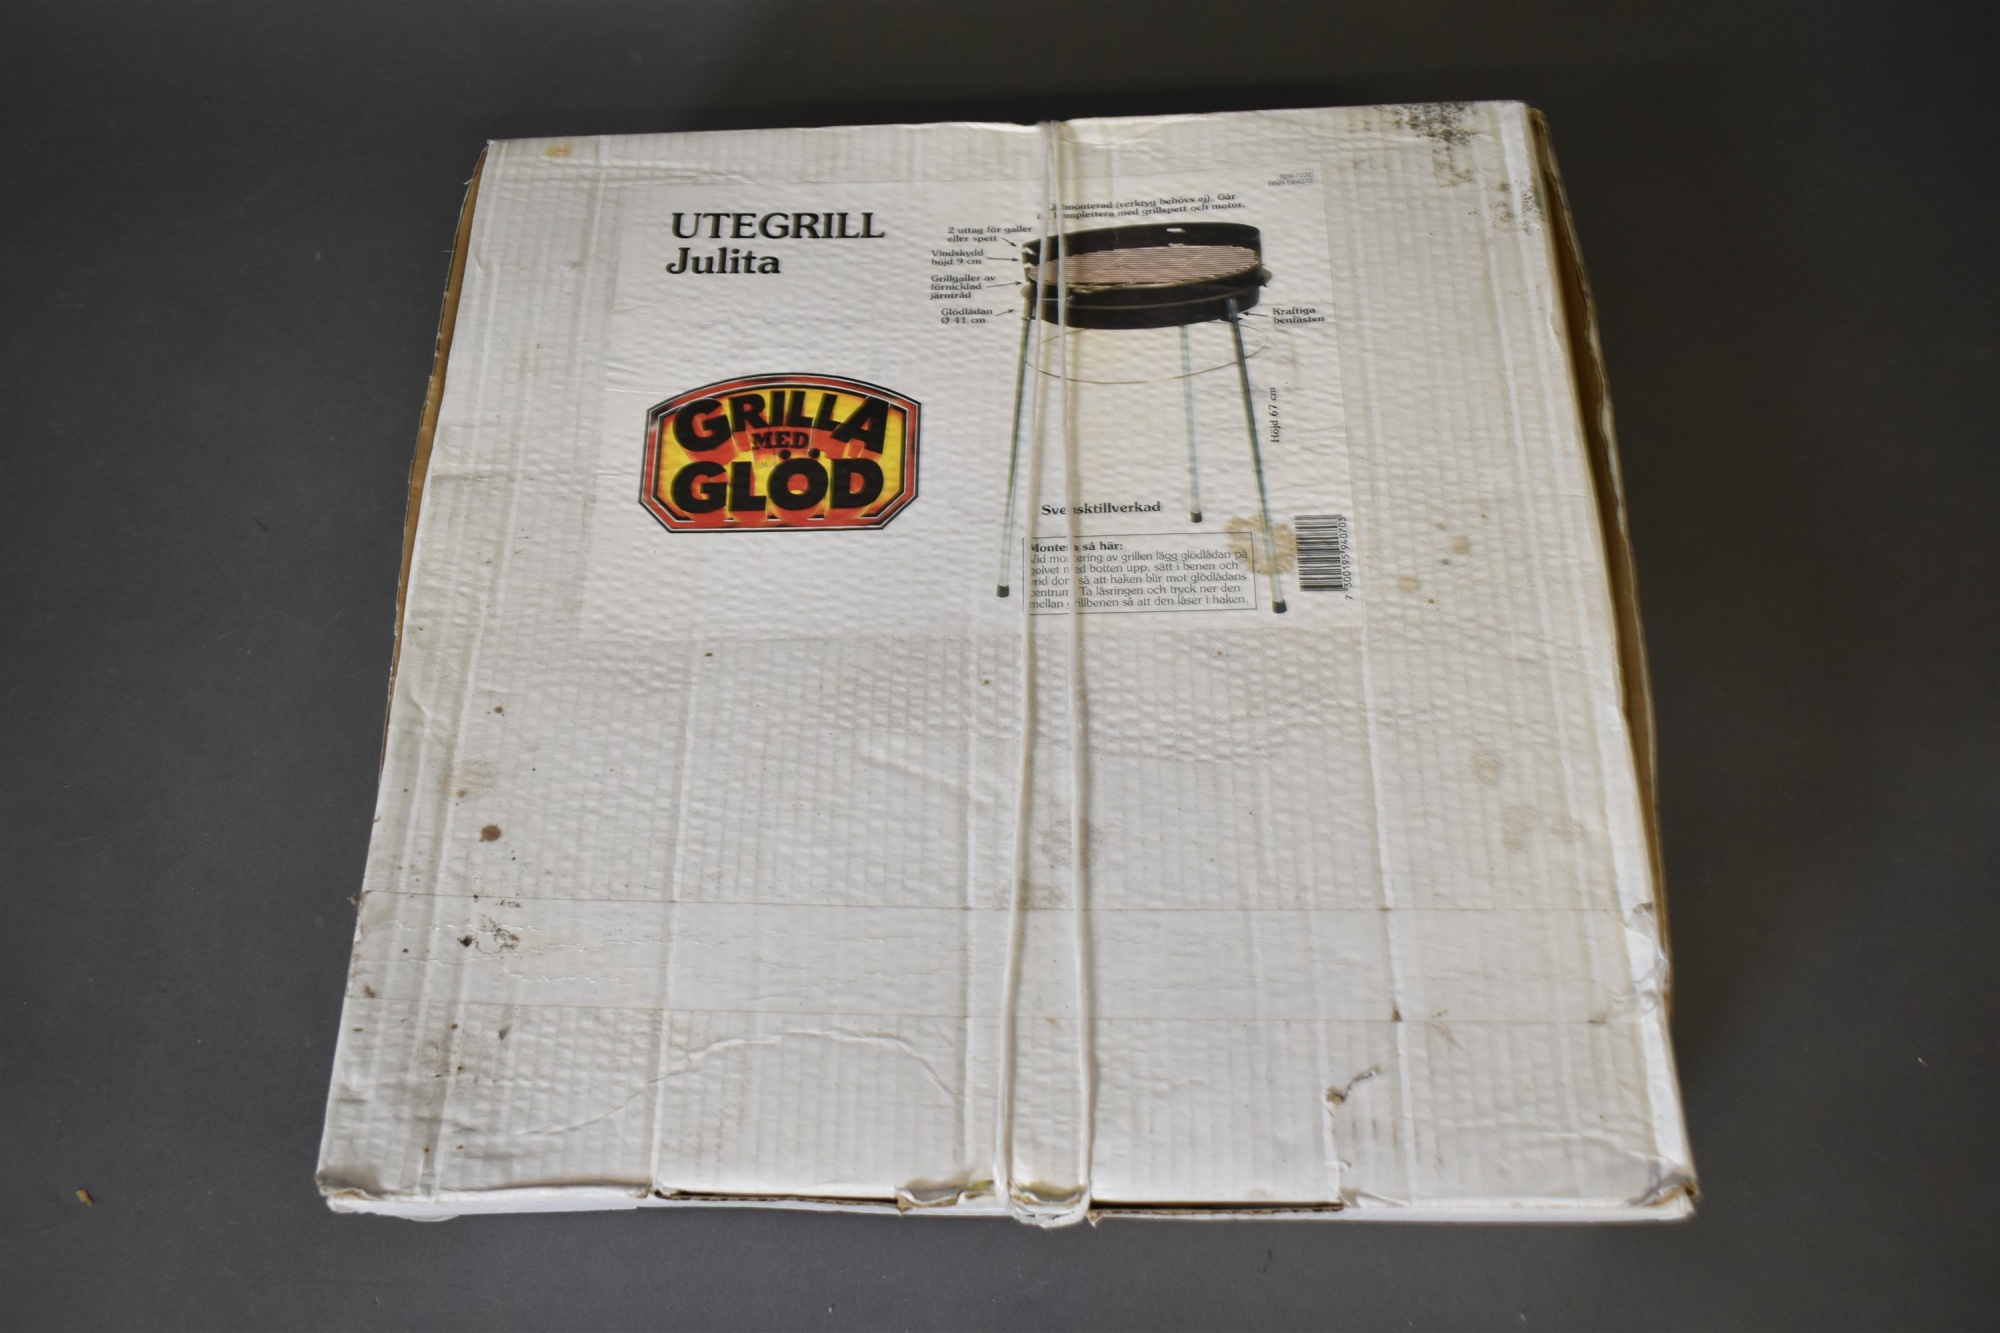 UTEGRILL
Julita
GRILLA
MED
GLÖD
monterad (verktyg behövs ej). Går
komplettera med grillspett och motor.
2 uttag för galler
eller spett
Vindskydd
höjd 9 cm
Grillgaller av
förnicklad
järntråd
Glödlådan
Ø 41 cm
Kraftiga
benfästen
Höjd 67 cm
Svensktillverkad
Montera så här:
Vid montering av grillen lägg glödlådan på
golvet med botten upp, sätt i benen och
vrid dom så att haken blir mot glödlådans
centrum. Ta låsringen och tryck ner den
mellan grillbenen så att den låser i haken.
7 300195 940703